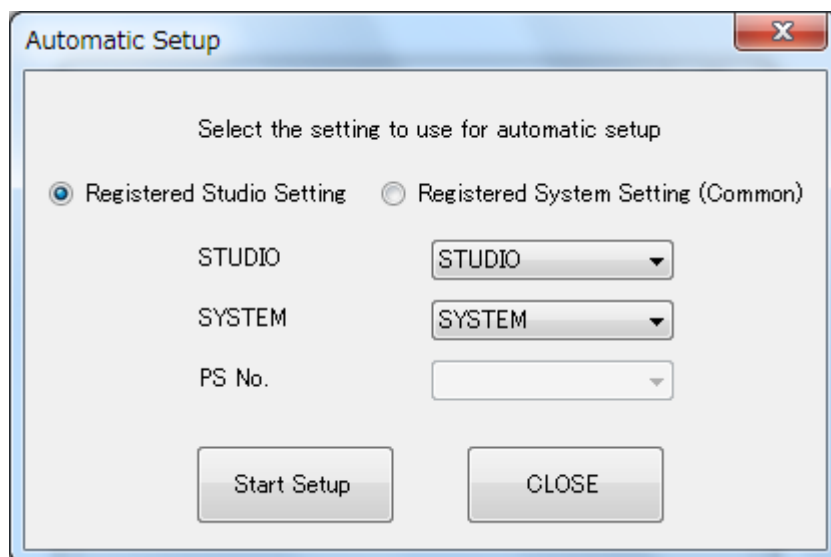 Automatic Setup
Select the setting to use for automatic setup
Registered Studio Setting Registered System Setting (Common)
STUDIO STUDIO
SYSTEM SYSTEM
PS No.
Start Setup CLOSE